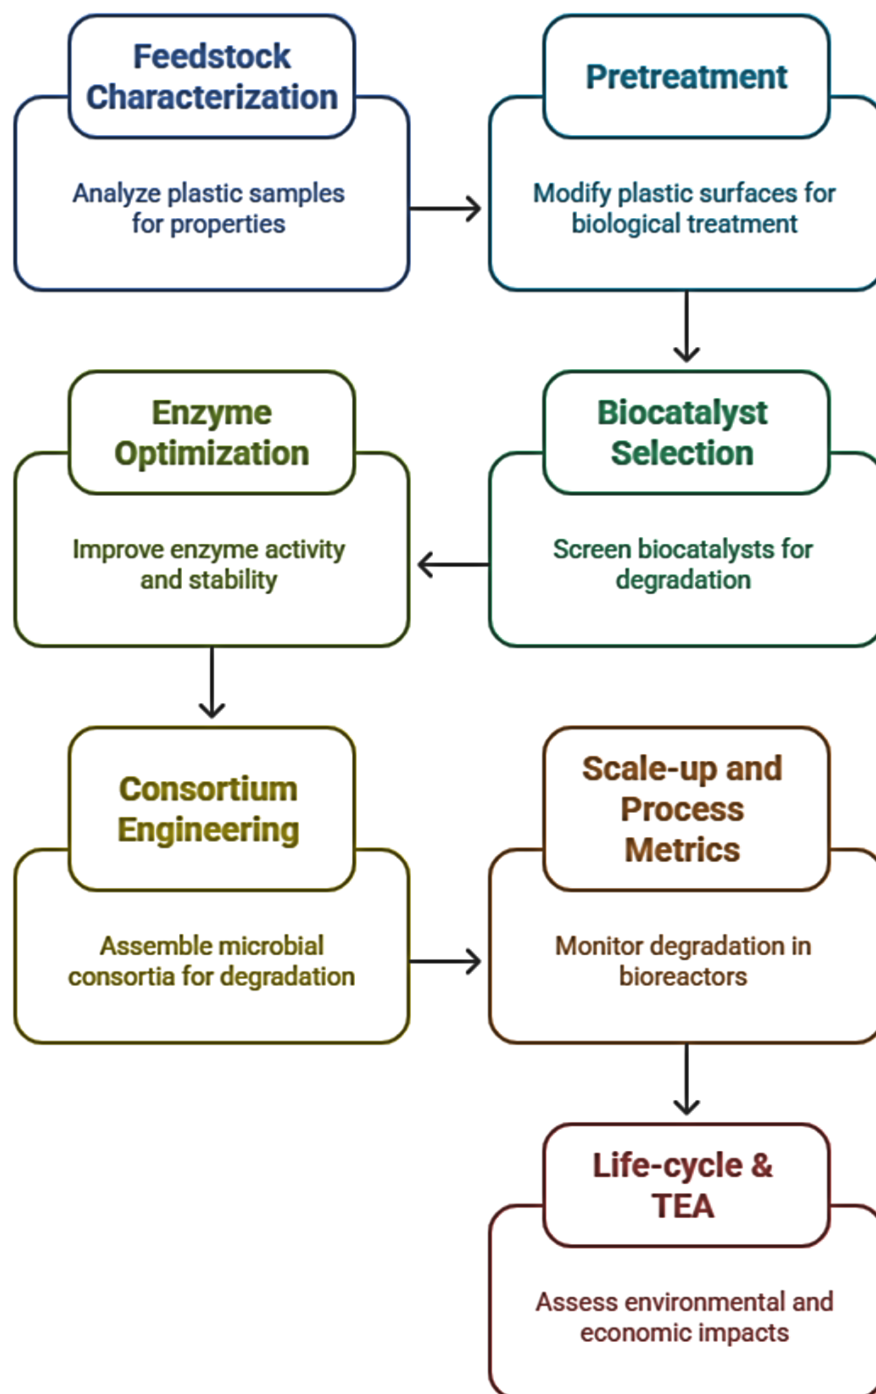 Feedstock
Characterization
Analyze plastic samples
for properties
Pretreatment
Modify plastic surfaces for
biological treatment
Biocatalyst
Selection
Screen biocatalysts for
degradation
Enzyme
Optimization
Improve enzyme activity
and stability
Consortium
Engineering
Assemble microbial
consortia for degradation
Scale-up and
Process
Metrics
Monitor degradation in
bioreactors
Life-cycle &
TEA
Assess environmental and
economic impacts